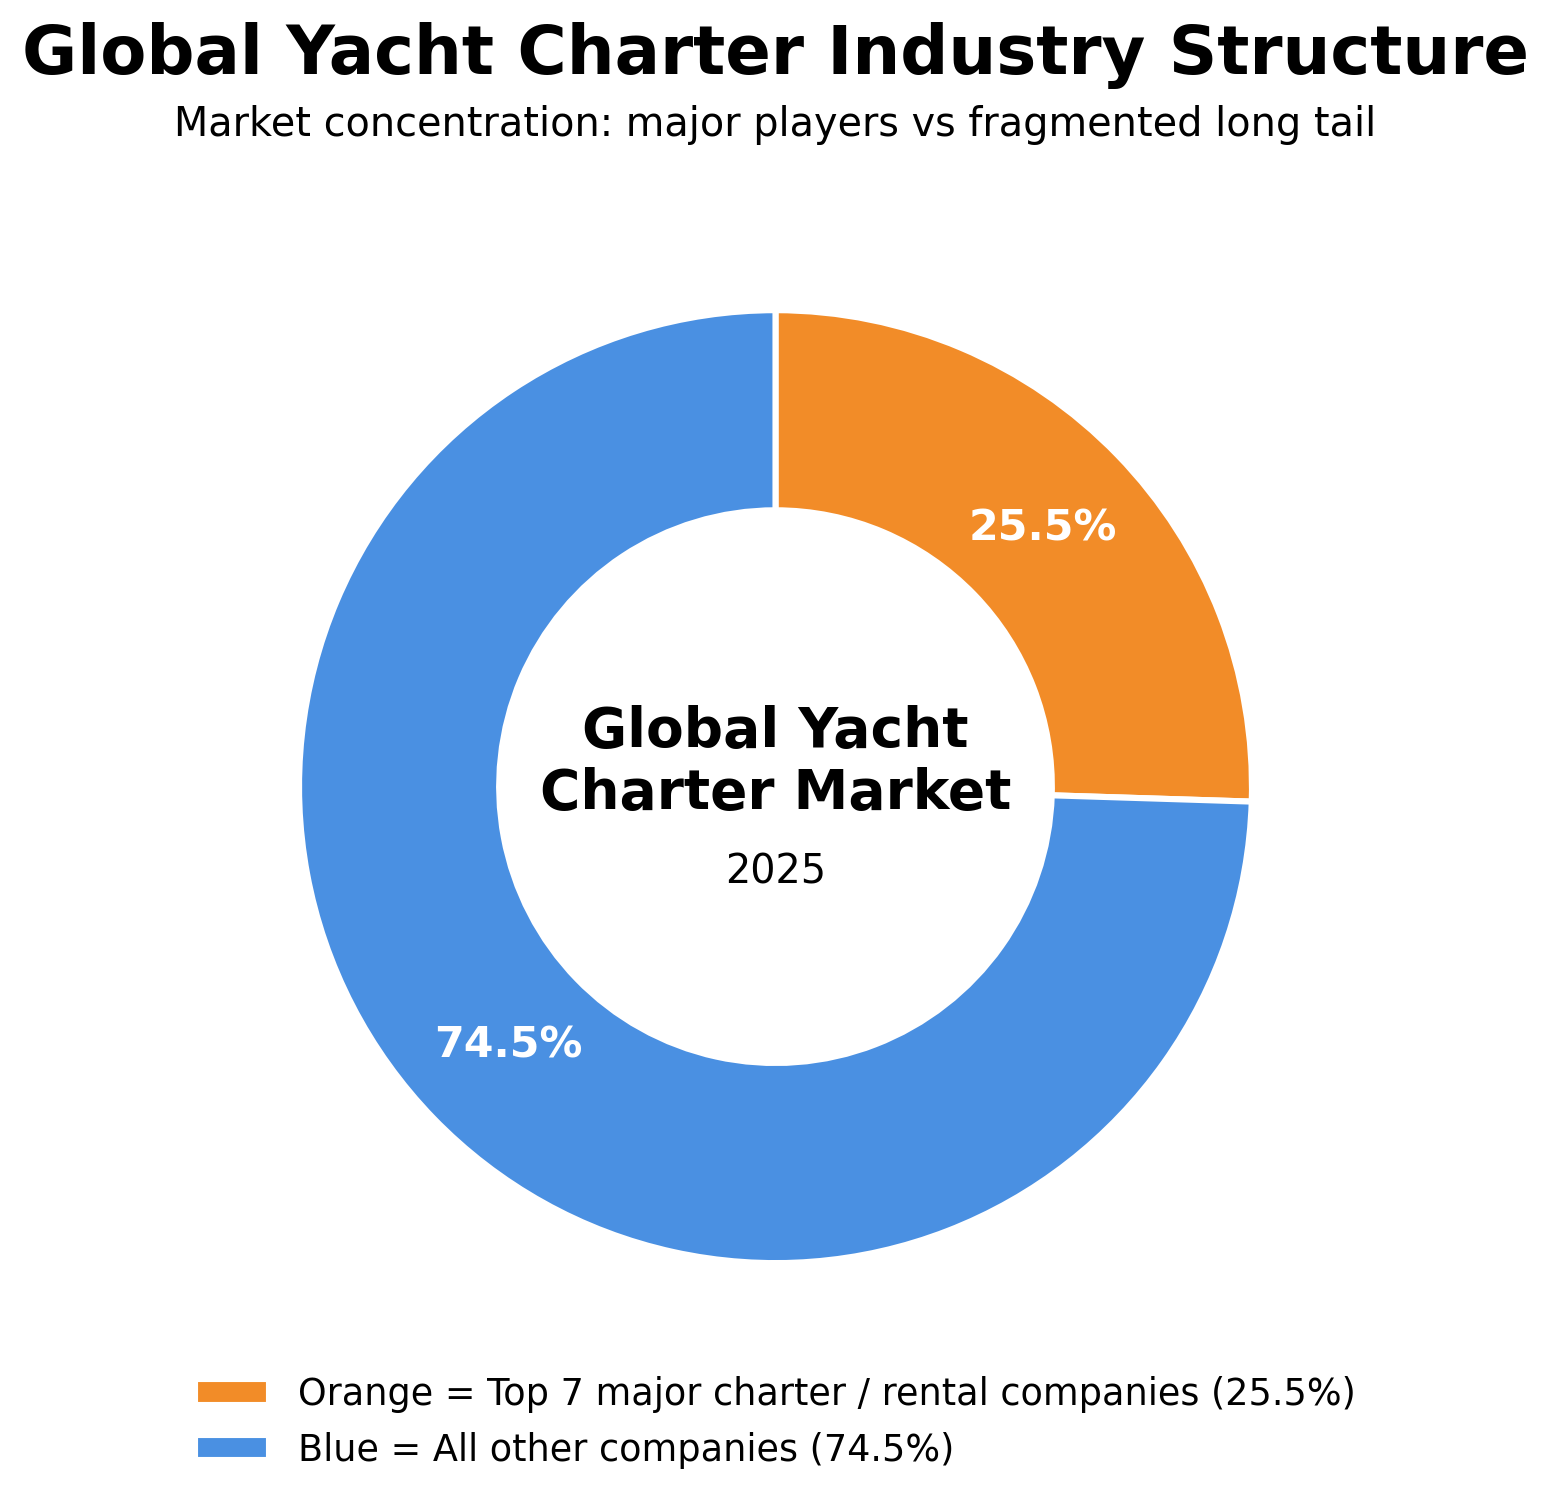 Global Yacht Charter Industry Structure
Market concentration: major players vs fragmented long tail
25.5%
Global Yacht
Charter Market
2025
74.5%
Orange = Top 7 major charter / rental companies (25.5%)
Blue = All other companies (74.5%)